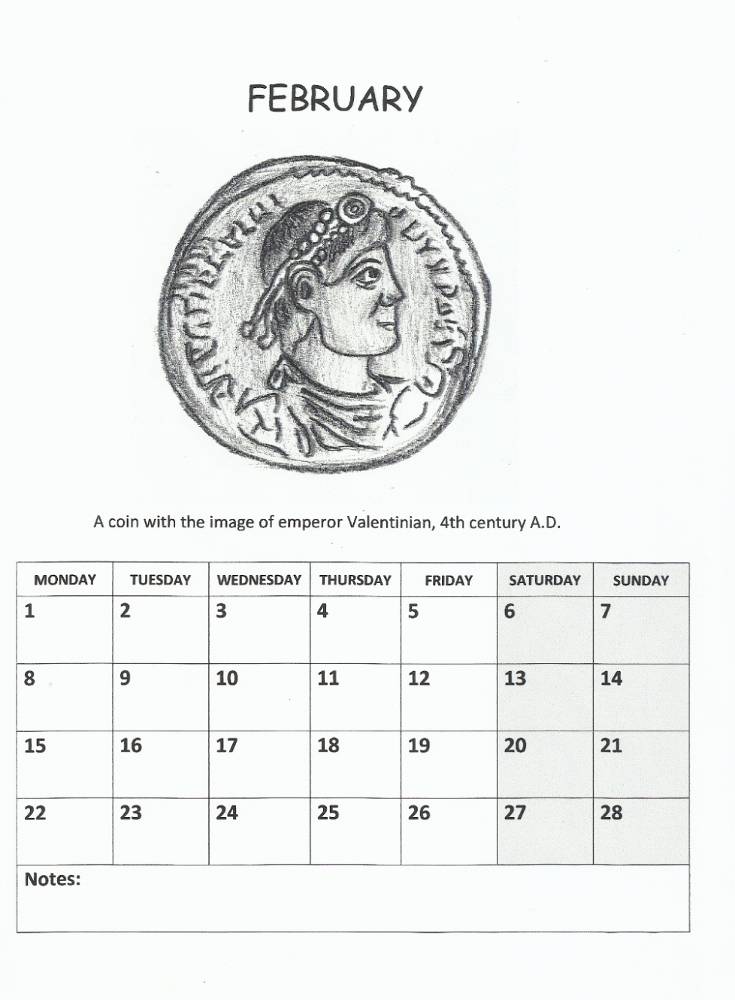 FEBRUARY
A coin with the image of emperor Valentinian, 4th century A.D.
MONDAY TUESDAY WEDNESDAY THURSDAY FRIDAY SATURDAY SUNDAY
1 2 3 4 5 6 7
8 9 10 11 12 13 14
15 16 17 18 19 20 21
22 23 24 25 26 27 28
Notes: